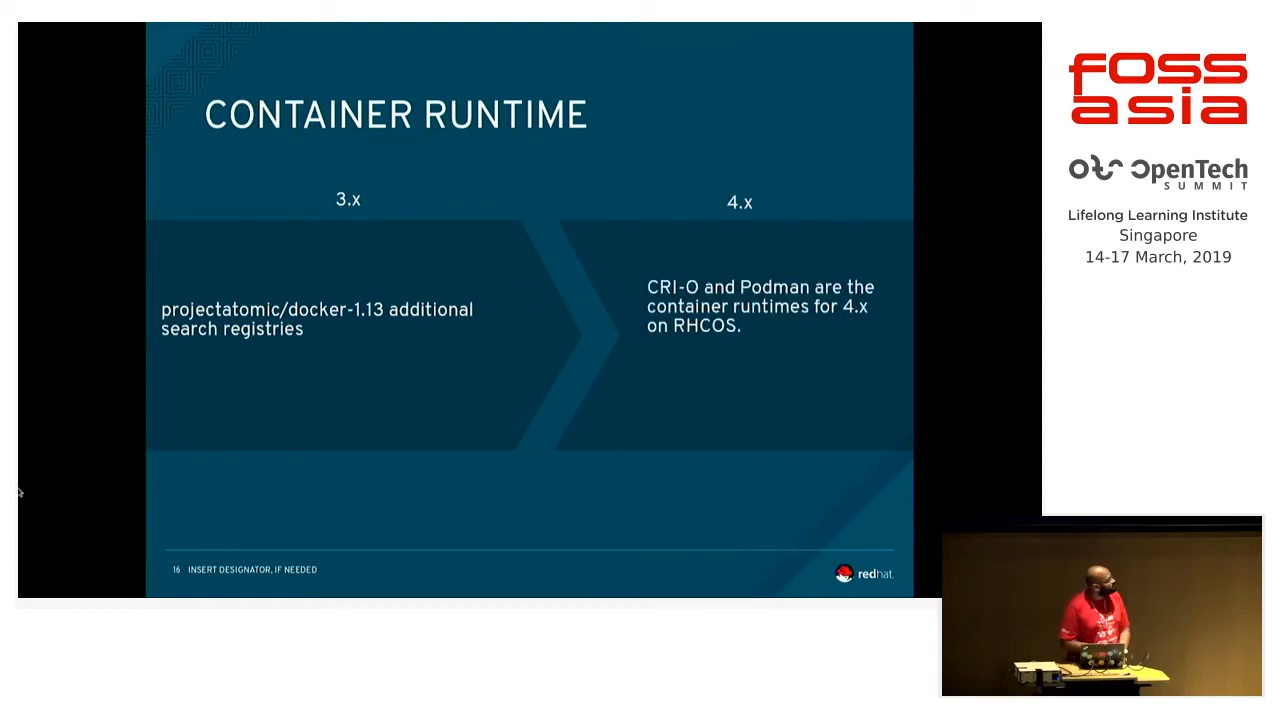 CONTAINER RUNTIME
3.x
4.x
projectatomic/docker-1.13 additional
search registries
CRI-O and Podman are the
container runtimes for 4.x
on RHCOS.
16 INSERT DESIGNATOR, IF NEEDED
redhat.
fOSS
asia
OpenTech
SUMMIT
Lifelong Learning Institute
Singapore
14-17 March, 2019